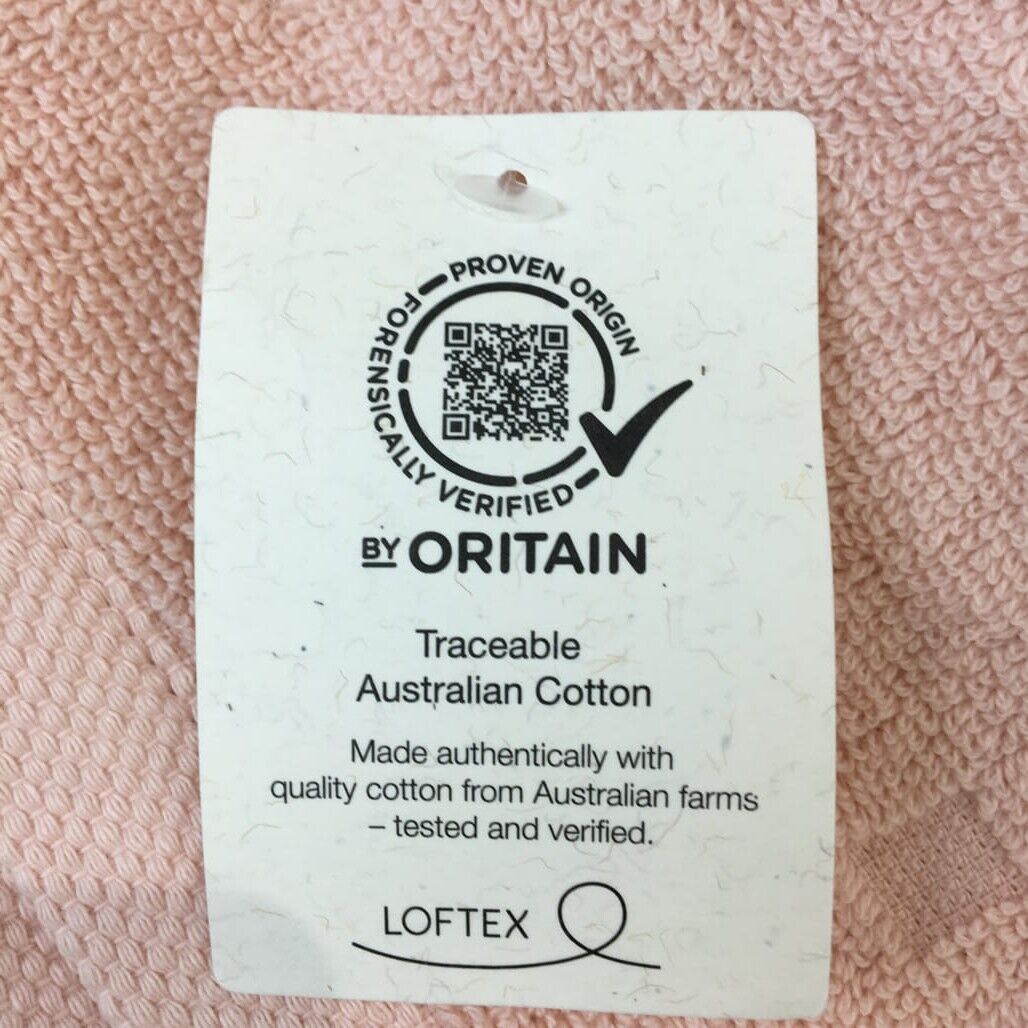 PROVEN ORIGIN
FORENSICALLY VERIFIED
BY ORITAIN
Traceable
Australian Cotton
Made authentically with
quality cotton from Australian farms
– tested and verified.
LOFTEX